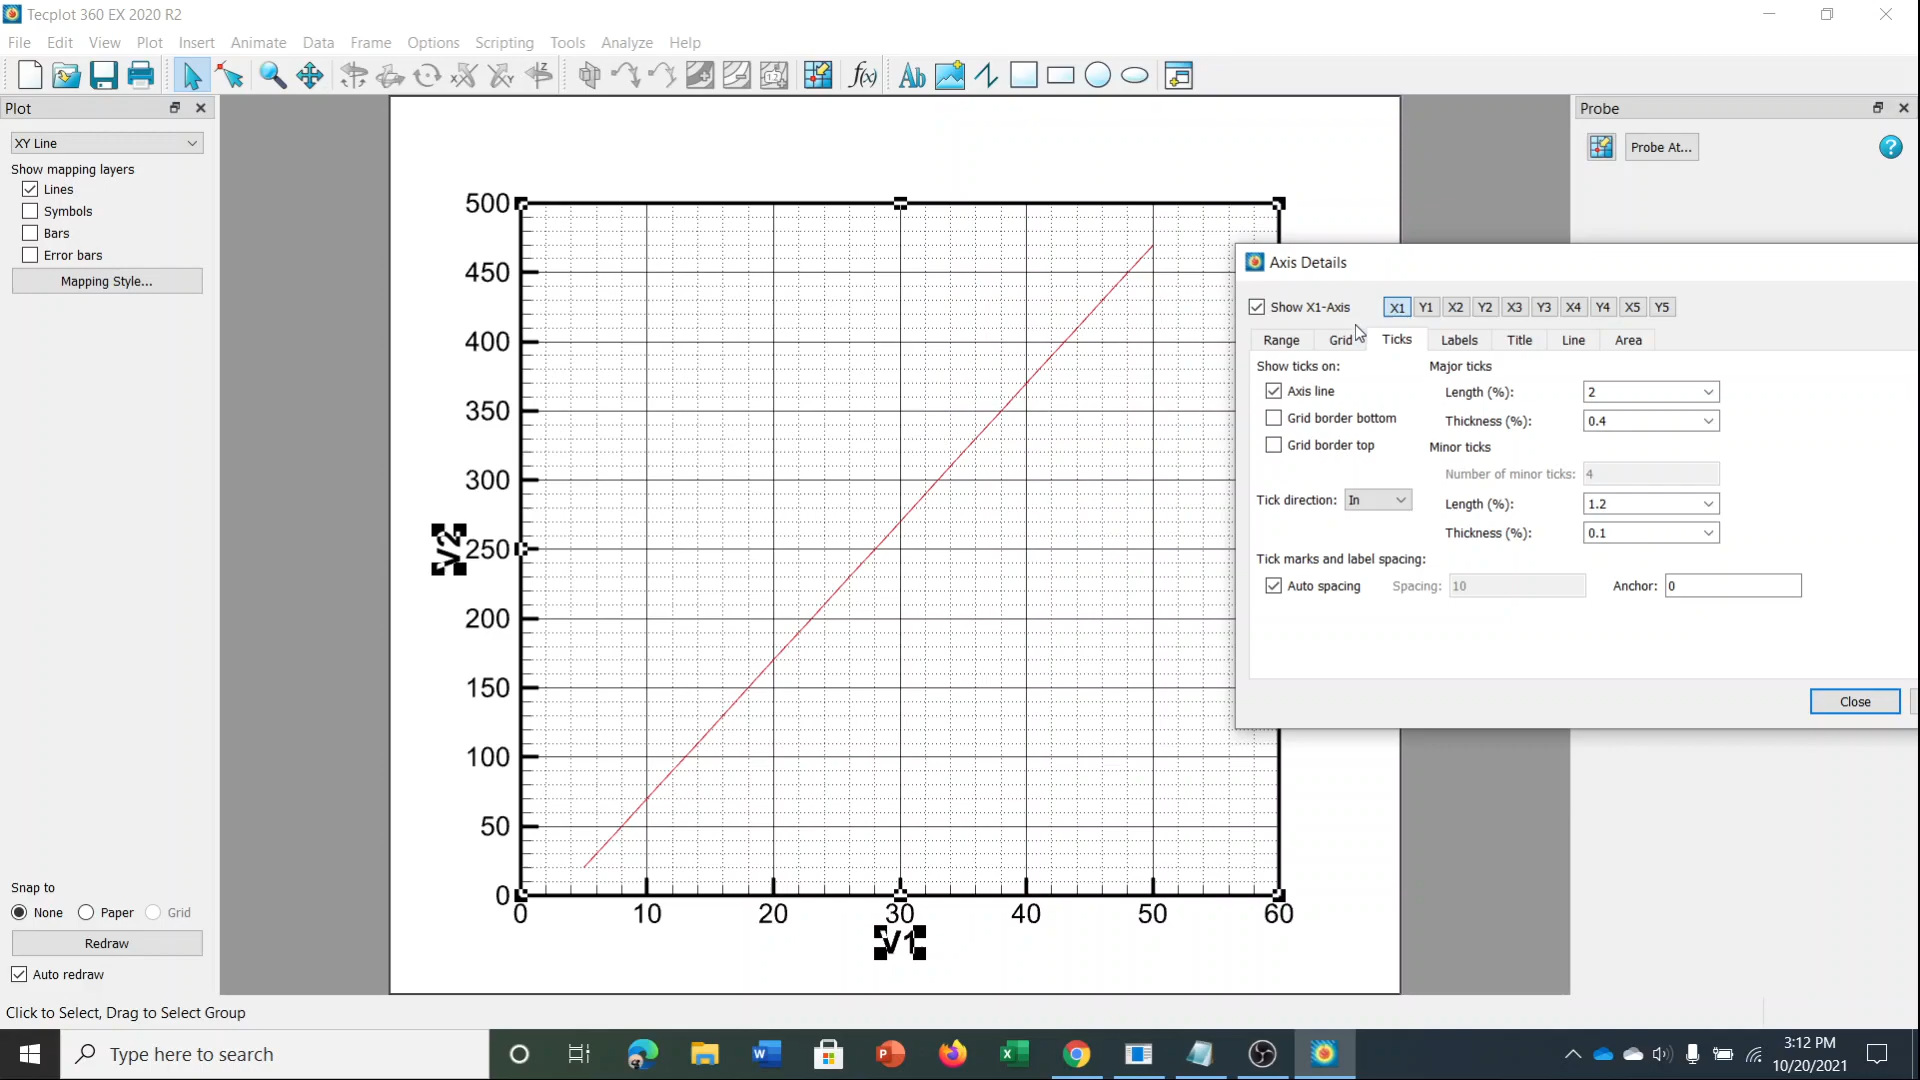 Tecplot 360 EX 2020 R2
File Edit View Plot Insert Animate Data Frame Options Scripting Tools Analyze Help
Ab
Plot
Probe
XY Line
Probe At...
?
Show mapping layers
Lines
Symbols
Bars
Error bars
Mapping Style...
500
450
400
350
300
250
200
150
100
50
0
V2
0 10 20 30 40 50 60
V1
Axis Details
Show X1-Axis X1 Y1 X2 Y2 X3 Y3 X4 Y4 X5 Y5
Range Grid Ticks Labels Title Line Area
Show ticks on: Major ticks
Axis line Length (%): 2
Grid border bottom Thickness (%): 0.4
Grid border top Minor ticks
Number of minor ticks: 4
Tick direction: In Length (%): 1.2
Thickness (%): 0.1
Tick marks and label spacing:
Auto spacing Spacing: 10 Anchor: 0
Close
Snap to
None Paper Grid
Redraw
Auto redraw
Click to Select, Drag to Select Group
Type here to search
3:12 PM
10/20/2021